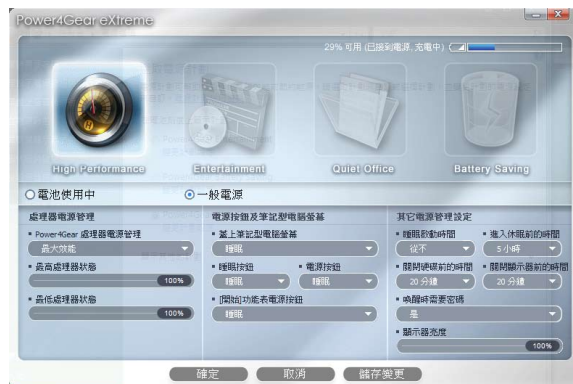 Power4Gear eXtreme
29% 可用 (已接到電源, 充電中)
High Performance
Entertainment
Quiet Office
Battery Saving
電池使用中
一般電源
處理器電源管理
Power4Gear 處理器電源管理
最大效能
最高處理器狀態
100%
最低處理器狀態
100%
電源按鈕及筆記型電腦螢幕
蓋上筆記型電腦螢幕
睡眠
睡眠按鈕
電源按鈕
睡眠
睡眠
[開始]功能表電源按鈕
睡眠
其它電源管理設定
睡眠啟動時間
進入休眠前的時間
從不
5 小時
關閉硬碟前的時間
關閉顯示器前的時間
20 分鐘
20 分鐘
喚醒時需要密碼
是
顯示器亮度
100%
確定
取消
儲存變更